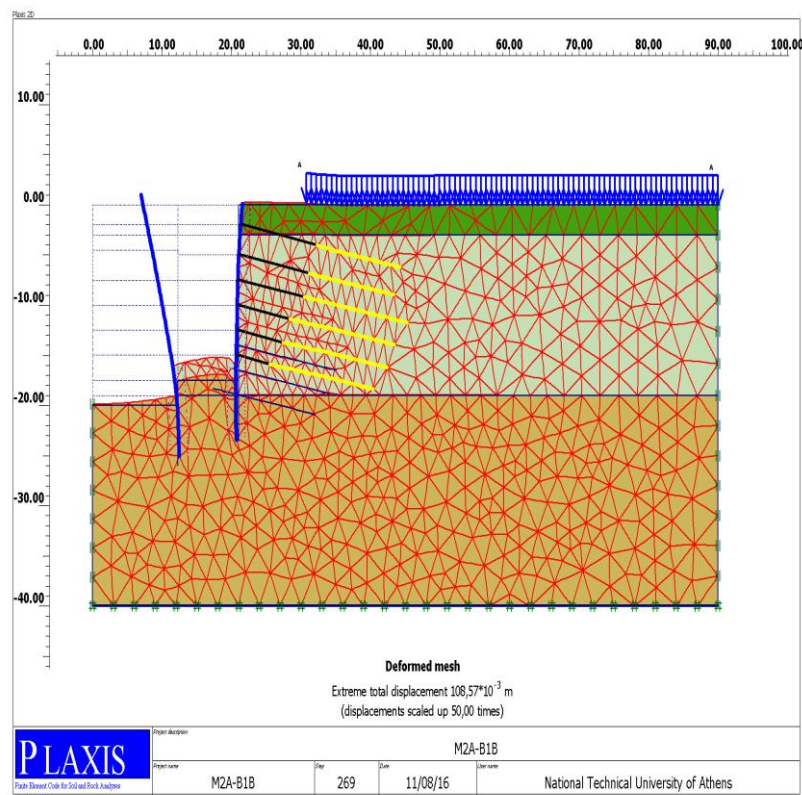 Plaxis 2D
0.00 10.00 20.00 30.00 40.00 50.00 60.00 70.00 80.00 90.00 100.00
10.00
0.00
-10.00
-20.00
-30.00
-40.00
A A
Deformed mesh
Extreme total displacement 108,57*10⁻³ m
(displacements scaled up 50,00 times)
PLAXIS
Finite Element Code for Soil and Rock Analyses
Project description
M2A-B1B
Project name
M2A-B1B
Step
269
Date
11/08/16
User name
National Technical University of Athens